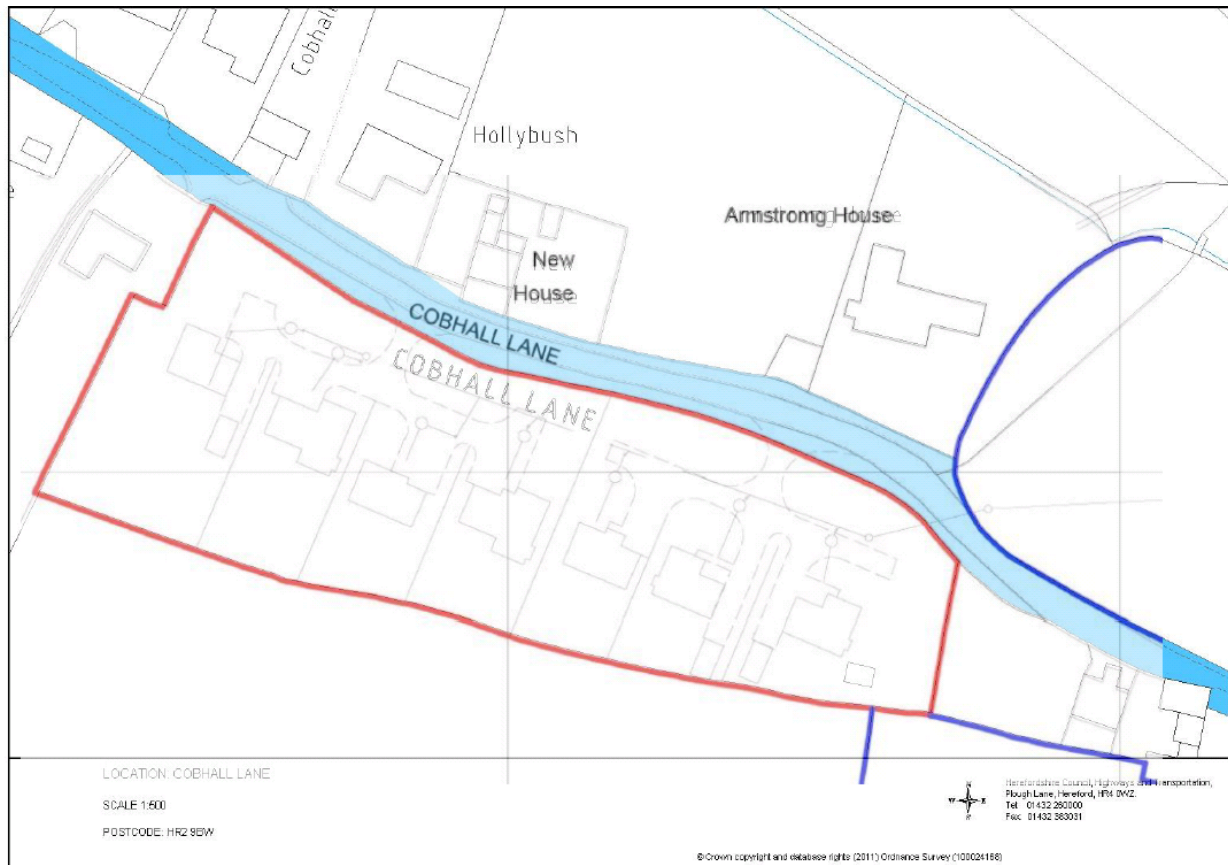 Cobhall
Hollybush
Armstromg House
New
House
COBHALL LANE
COBHALL LANE
LOCATION: COBHALL LANE
SCALE 1:500
POSTCODE: HR2 9BW
N
W E
S
Herefordshire Council, Highways and Transportation,
Plough Lane, Hereford, HR4 0WZ.
Tel: 01432 260000
Fax: 01432 383031
© Crown copyright and database rights (2011) Ordnance Survey (100024168)